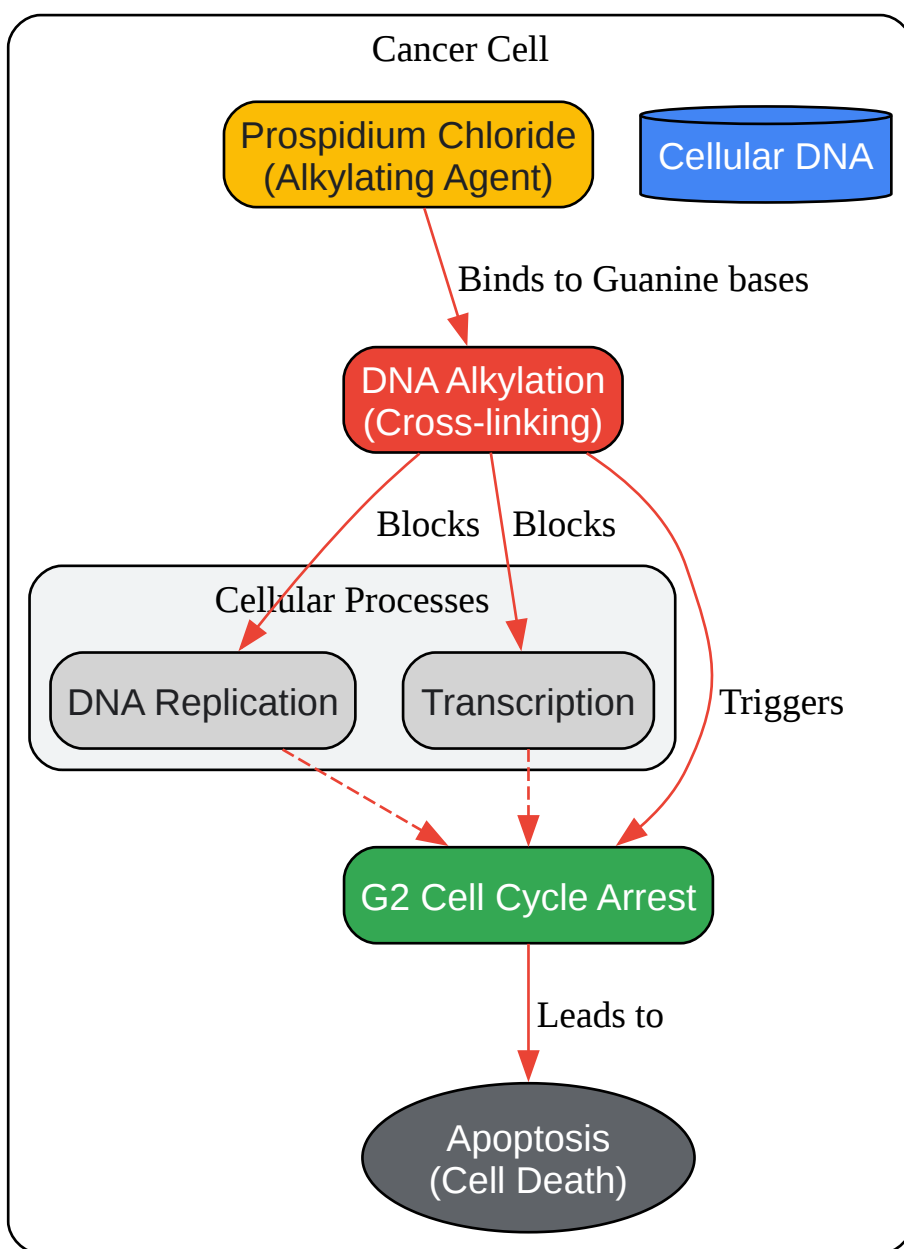 Cancer Cell
Prospidium Chloride
(Alkylating Agent)
Cellular DNA
Binds to Guanine bases
DNA Alkylation
(Cross-linking)
Blocks
Blocks
Cellular Processes
DNA Replication
Transcription
Triggers
G2 Cell Cycle Arrest
Leads to
Apoptosis
(Cell Death)